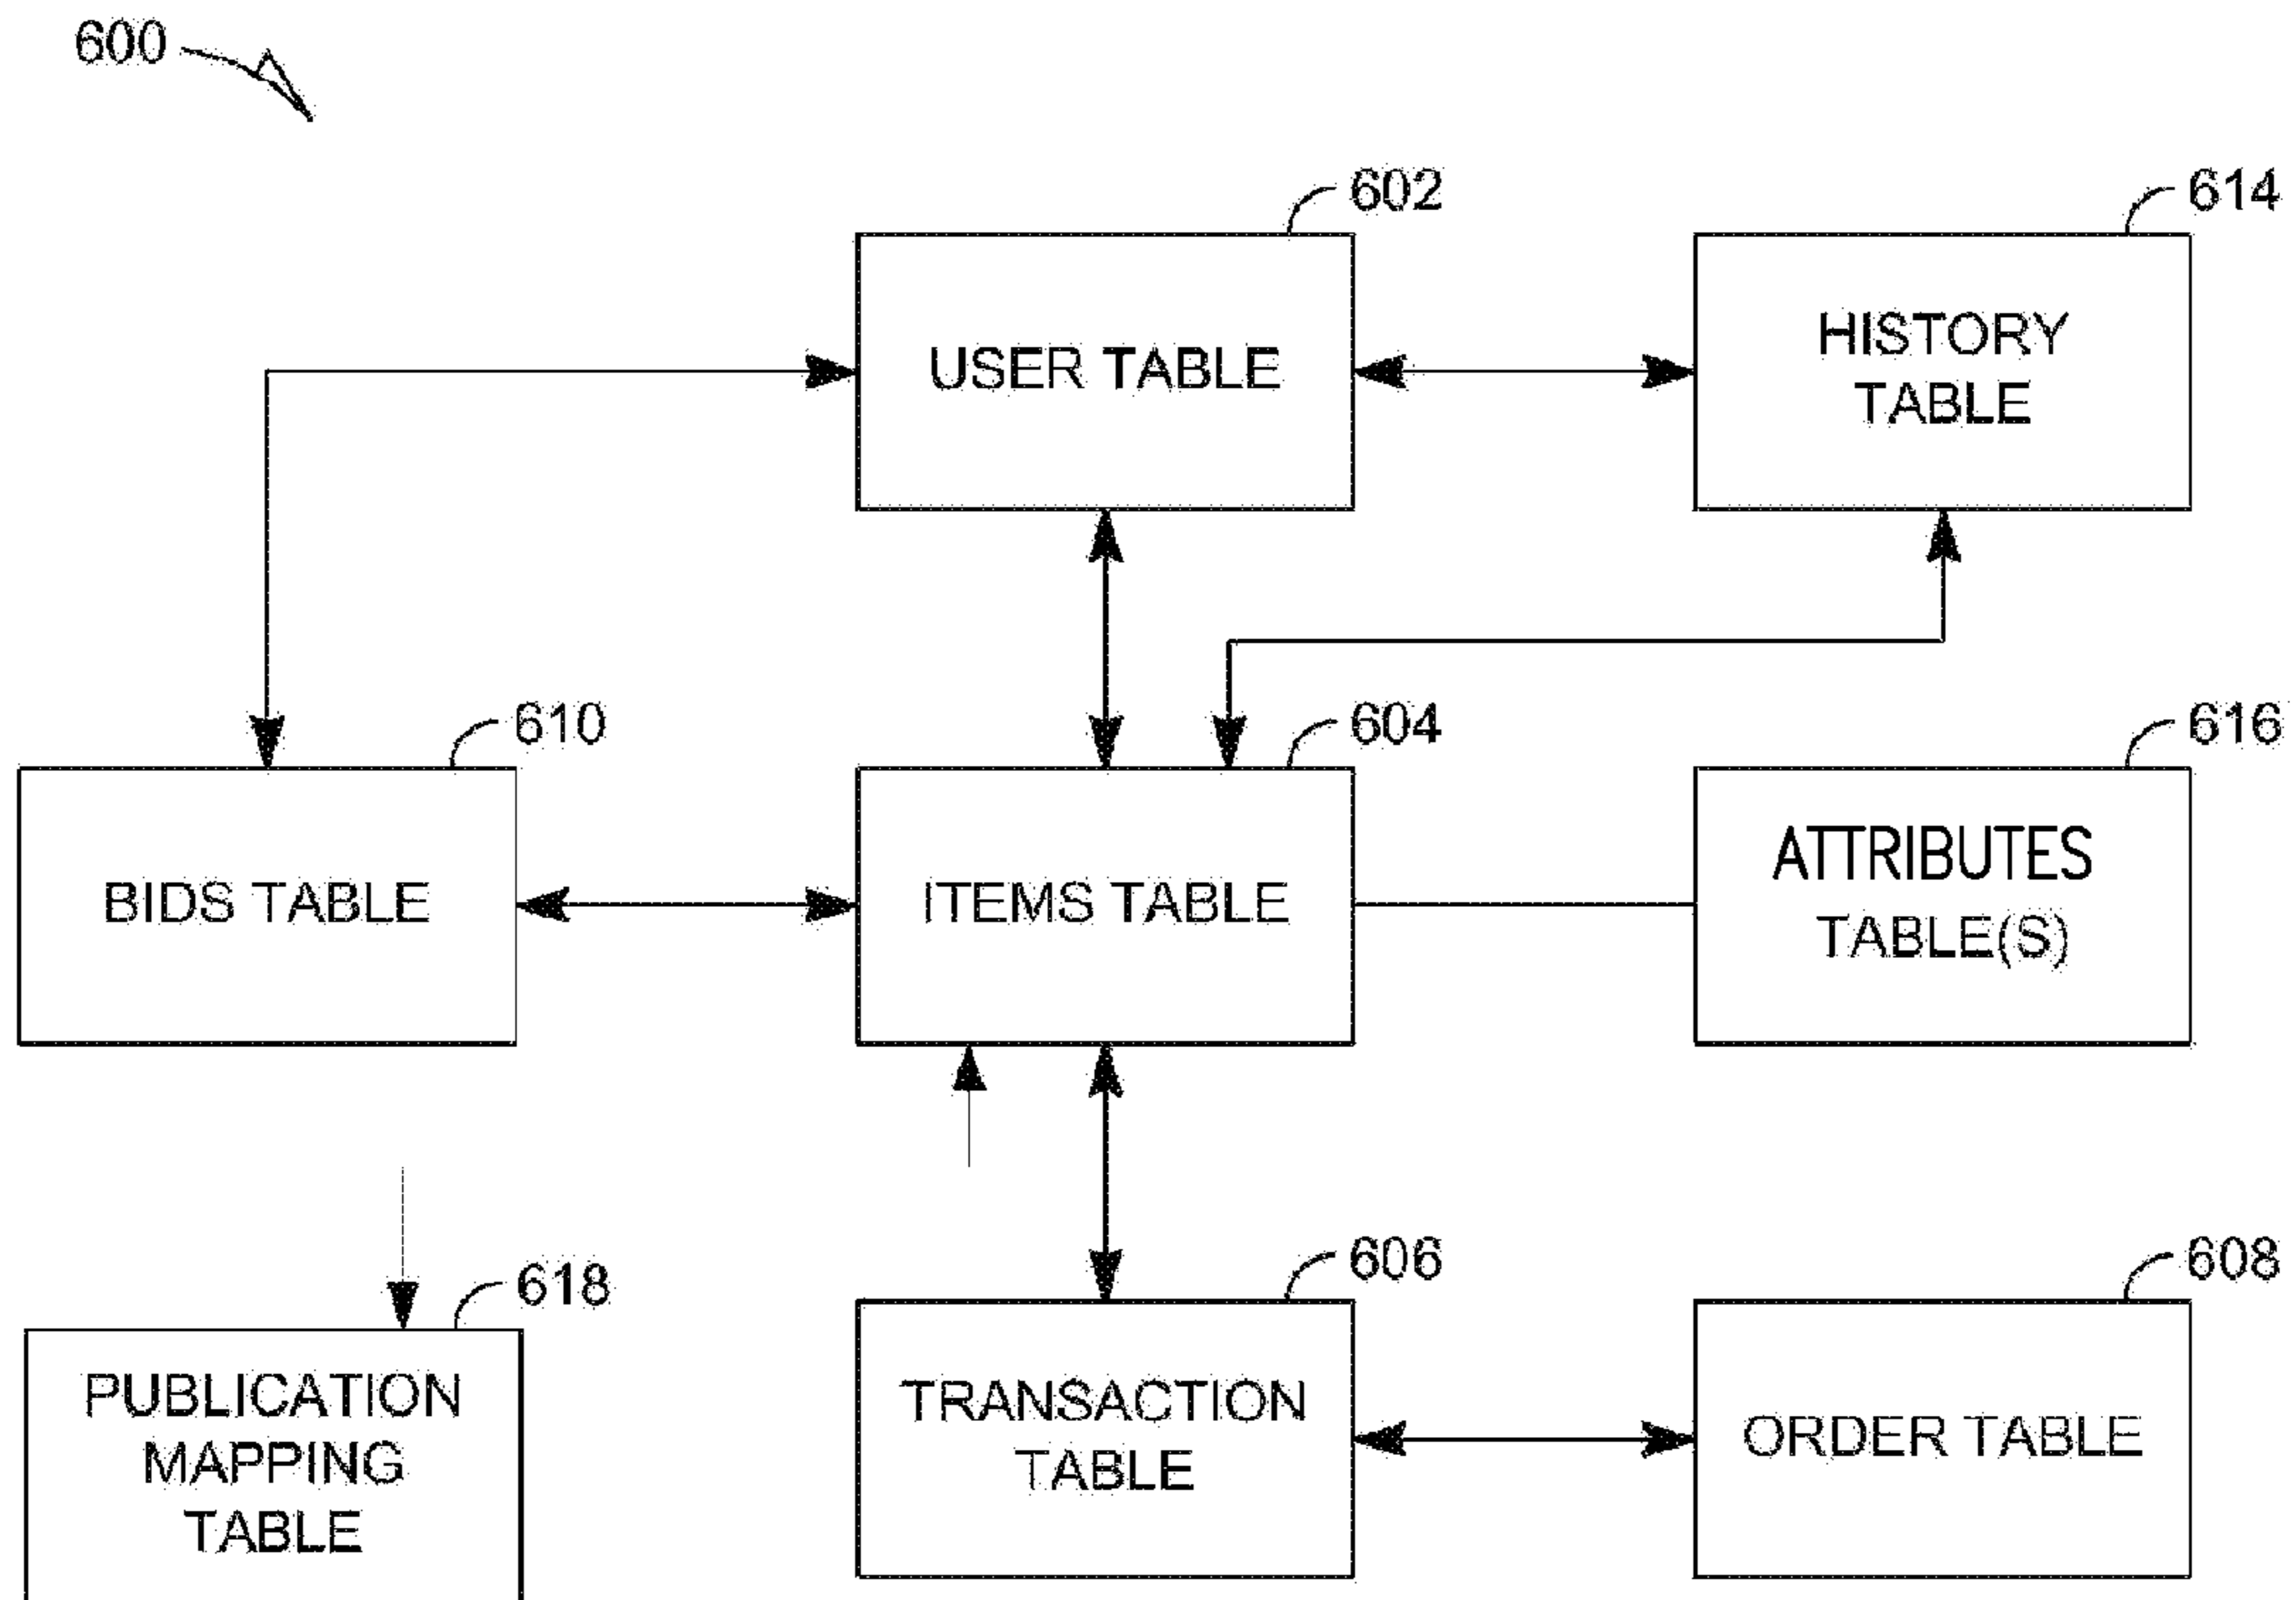 600
602
614
USER TABLE
HISTORY
TABLE
610
604
616
BIDS TABLE
ITEMS TABLE
ATTRIBUTES
TABLE(S)
618
606
608
PUBLICATION
MAPPING
TABLE
TRANSACTION
TABLE
ORDER TABLE